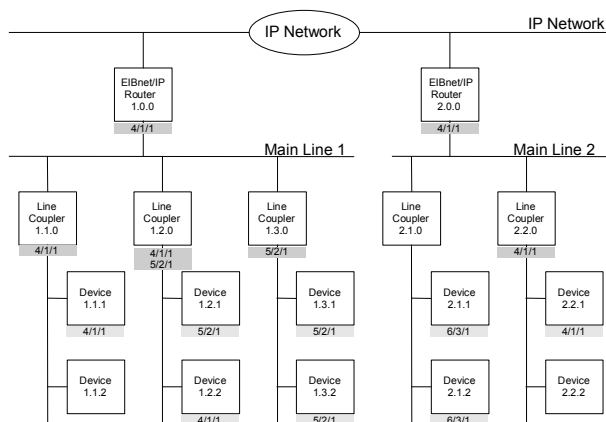 IP Network
IP Network
EIBnet/IP
Router
1.0.0
4/1/1
EIBnet/IP
Router
2.0.0
4/1/1
Main Line 1
Main Line 2
Line
Coupler
1.1.0
4/1/1
Line
Coupler
1.2.0
4/1/1
5/2/1
Line
Coupler
1.3.0
5/2/1
Line
Coupler
2.1.0
Line
Coupler
2.2.0
4/1/1
Device
1.1.1
4/1/1
Device
1.2.1
5/2/1
Device
1.3.1
5/2/1
Device
2.1.1
6/3/1
Device
2.2.1
4/1/1
Device
1.1.2
Device
1.2.2
4/1/1
Device
1.3.2
5/2/1
Device
2.1.2
6/3/1
Device
2.2.2